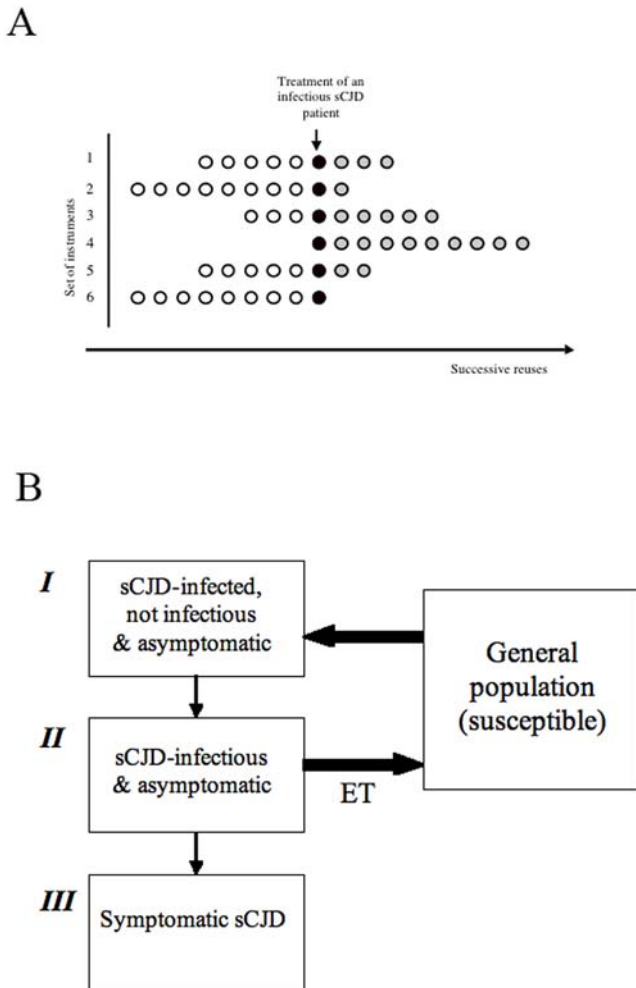 A
Treatment of an
infectious sCJD
patient
Set of instruments
1
2
3
4
5
6
Successive reuses
B
I
sCJD-infected,
not infectious
& asymptomatic
General
population
(susceptible)
II
sCJD-infectious
& asymptomatic
ET
III
Symptomatic sCJD